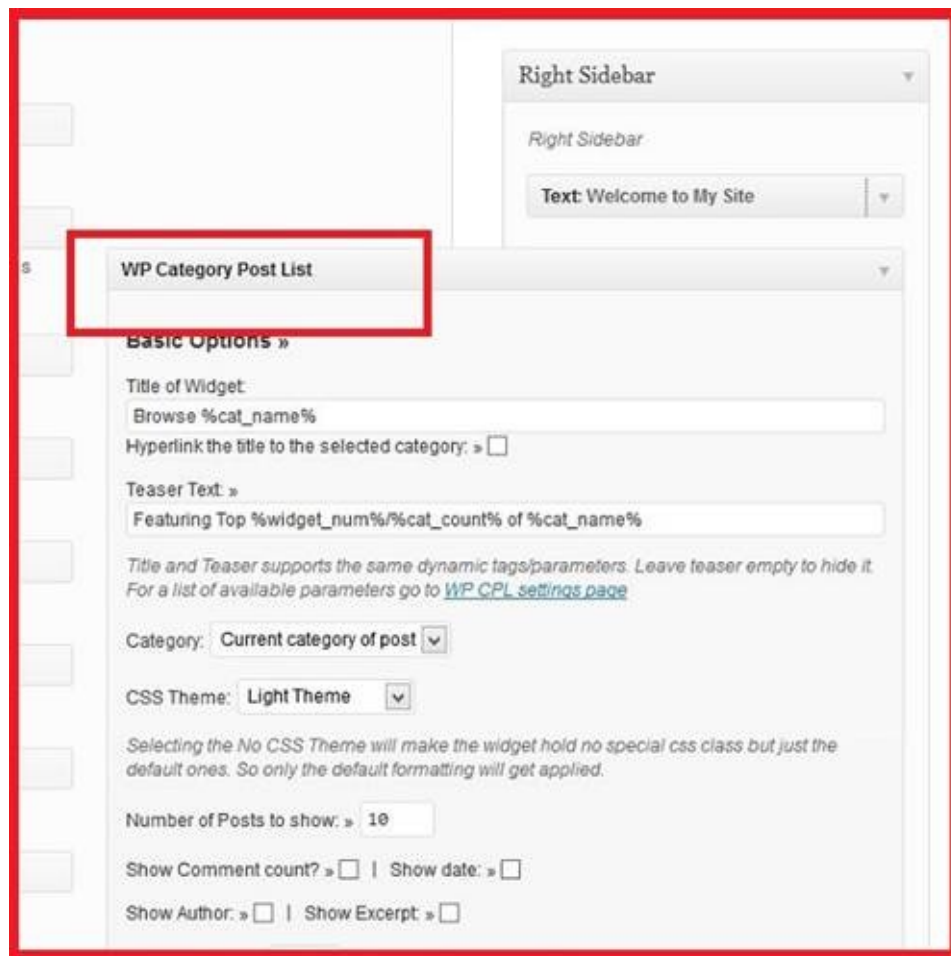 Right Sidebar
Right Sidebar
Text: Welcome to My Site
s
WP Category Post List
Basic Options »
Title of Widget:
Browse %cat_name%
Hyperlink the title to the selected category: »
Teaser Text: »
Featuring Top %widget_num%/%cat_count% of %cat_name%
Title and Teaser supports the same dynamic tags/parameters. Leave teaser empty to hide it.
For a list of available parameters go to WP CPL settings page
Category: Current category of post
CSS Theme: Light Theme
Selecting the No CSS Theme will make the widget hold no special css class but just the
default ones. So only the default formatting will get applied.
Number of Posts to show: » 10
Show Comment count? » | Show date: »
Show Author: » | Show Excerpt: »